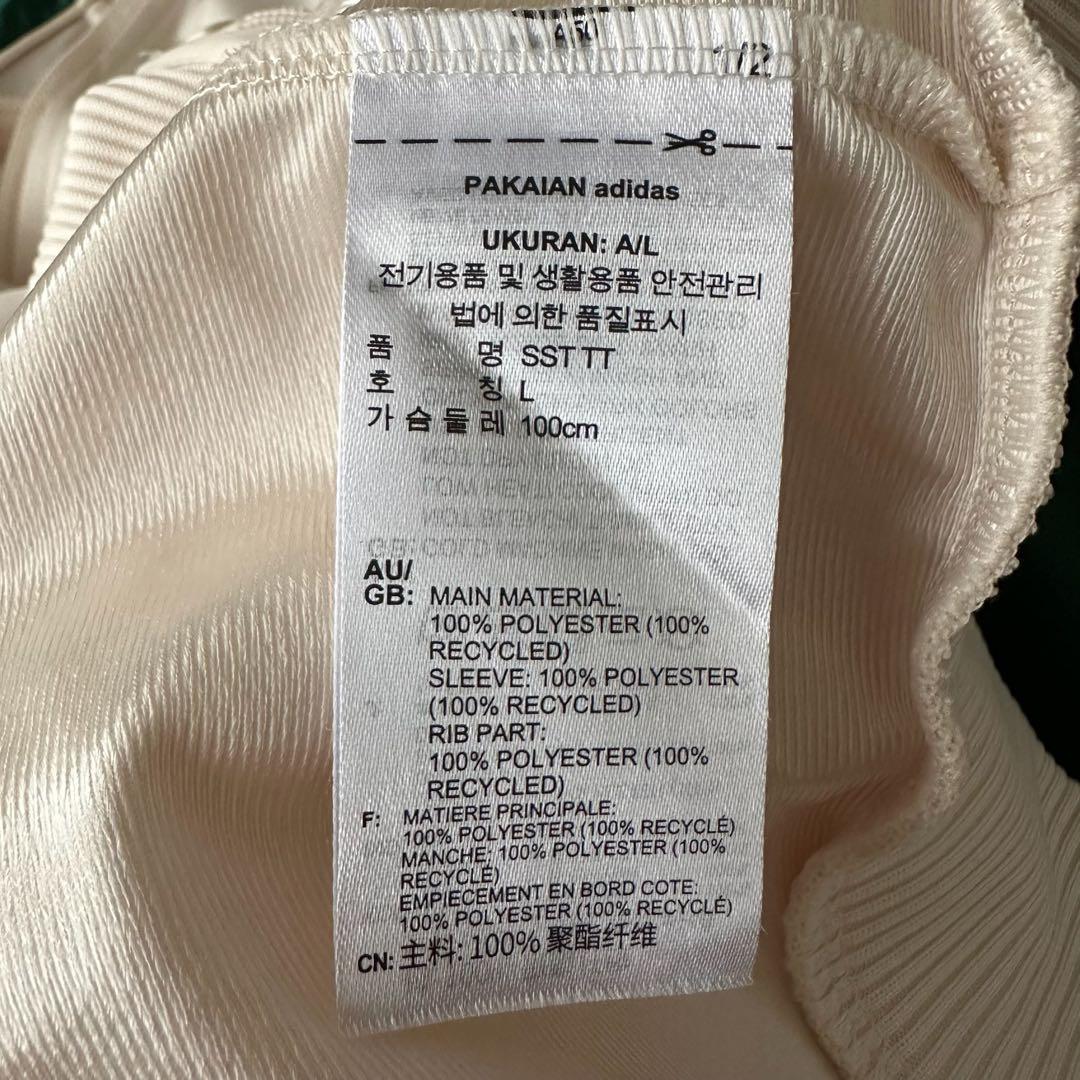 1/2
PAKAIAN adidas
UKURAN: A/L
전기용품 및 생활용품 안전관리
법에 의한 품질표시
품 명 SST TT
호 칭 L
가 슴 둘 레 100cm
AU/
GB: MAIN MATERIAL:
100% POLYESTER (100%
RECYCLED)
SLEEVE: 100% POLYESTER
(100% RECYCLED)
RIB PART:
100% POLYESTER (100%
RECYCLED)
F: MATIERE PRINCIPALE:
100% POLYESTER (100% RECYCLÉ)
MANCHE: 100% POLYESTER (100%
RECYCLÉ)
EMPIECEMENT EN BORD COTE:
100% POLYESTER (100% RECYCLÉ)
CN: 主料: 100% 聚酯纤维